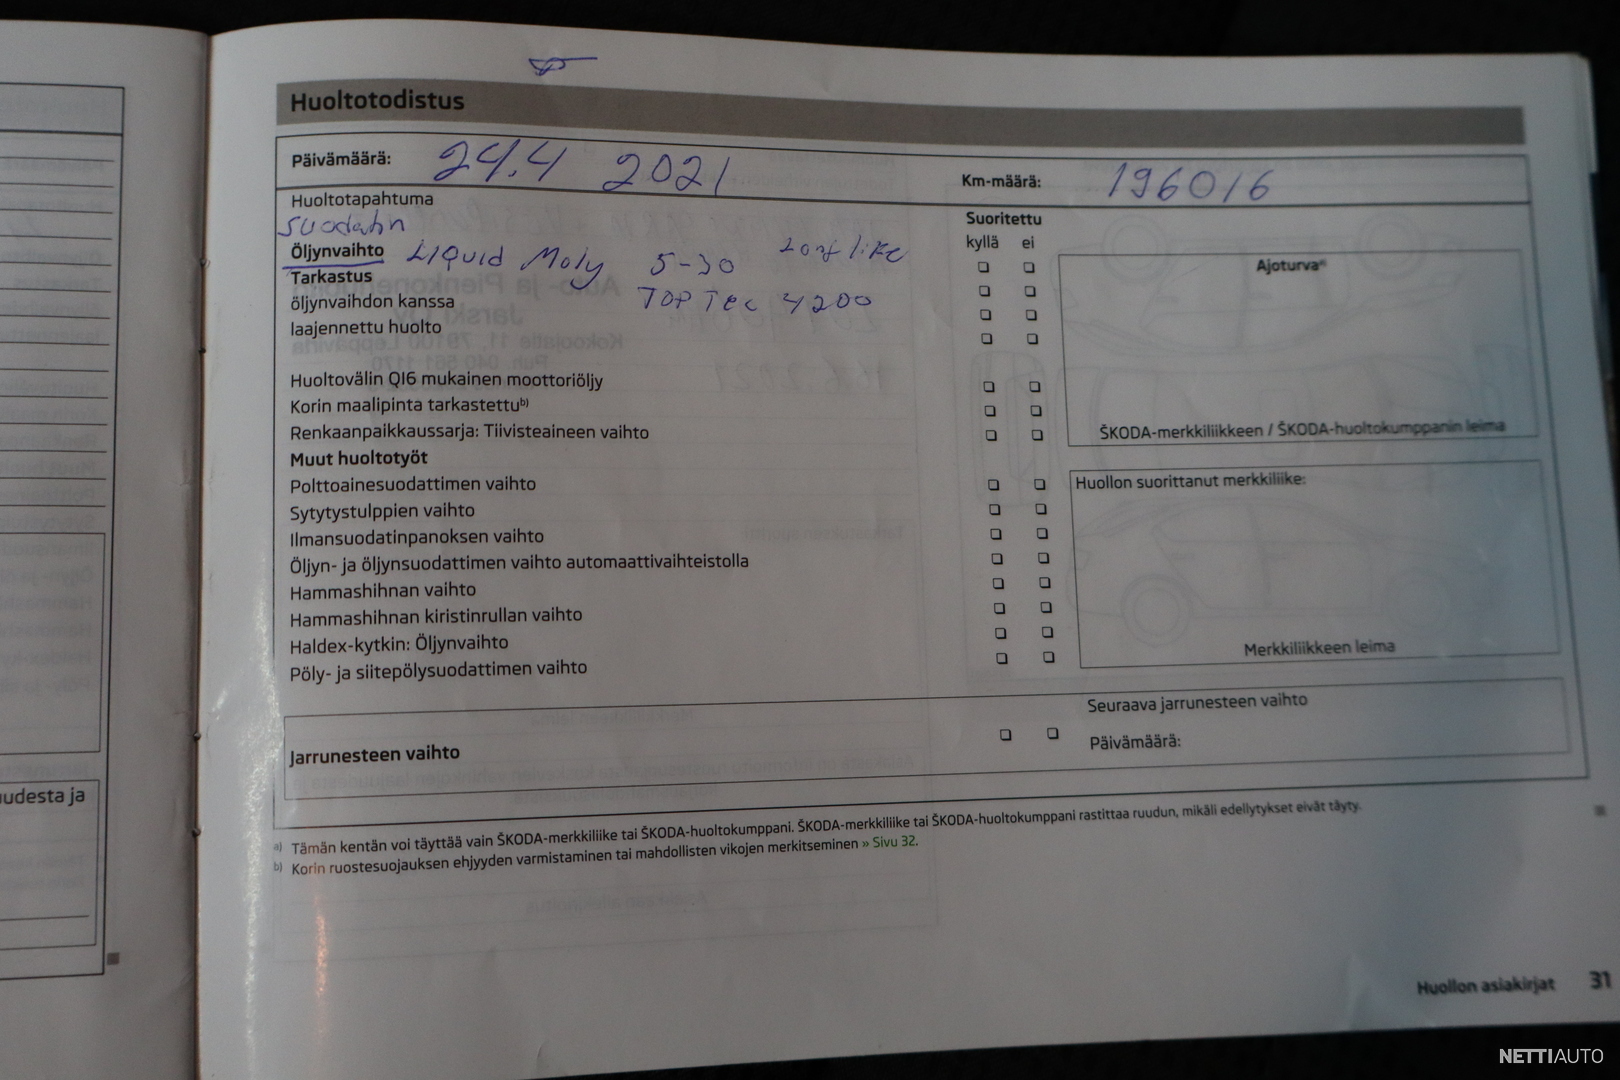 Huoltotodistus
Päivämäärä: 24.4 2021
Km-määrä: 196016
Huoltotapahtuma
Suoritettu
kyllä ei
Öljynvaihto LIQUID Moly 5-30
Tarkastus
öljynvaihdon kanssa TOP Tec 4200
laajennettu huolto
Ajoturvaᵃ⁾
ŠKODA-merkkiliikkeen / ŠKODA-huoltokumppanin leima
Huoltovälin QI6 mukainen moottoriöljy
Korin maalipinta tarkastettuᵇ⁾
Renkaanpaikkaussarja: Tiivisteaineen vaihto
Muut huoltotyöt
Polttoainesuodattimen vaihto
Sytytystulppien vaihto
Ilmansuodatinpanoksen vaihto
Öljyn- ja öljynsuodattimen vaihto automaattivaihteistolla
Hammashihnan vaihto
Hammashihnan kiristinrullan vaihto
Haldex-kytkin: Öljynvaihto
Pöly- ja siitepölysuodattimen vaihto
Huollon suorittanut merkkiliike:
Merkkiliikkeen leima
Jarrunesteen vaihto
Seuraava jarrunesteen vaihto
Päivämäärä:
a) Tämän kentän voi täyttää vain ŠKODA-merkkiliike tai ŠKODA-huoltokumppani. ŠKODA-merkkiliike tai ŠKODA-huoltokumppani rastittaa ruudun, mikäli edellytykset eivät täyty.
b) Korin ruostesuojauksen ehjyyden varmistaminen tai mahdollisten vikojen merkitseminen » Sivu 32.
Huollon asiakirjat 31
udesta ja
NETTIAUTO